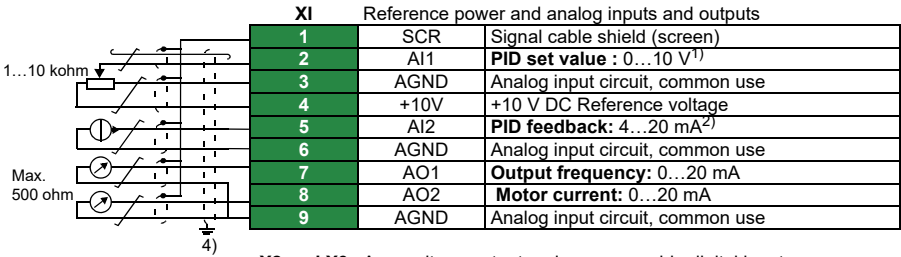 XI Reference power and analog inputs and outputs
1 SCR Signal cable shield (screen)
2 AI1 PID set value : 0…10 V1)
1…10 kohm
3 AGND Analog input circuit, common use
4 +10V +10 V DC Reference voltage
5 AI2 PID feedback: 4…20 mA2)
6 AGND Analog input circuit, common use
7 AO1 Output frequency: 0…20 mA
Max.
500 ohm
8 AO2 Motor current: 0…20 mA
9 AGND Analog input circuit, common use
4)